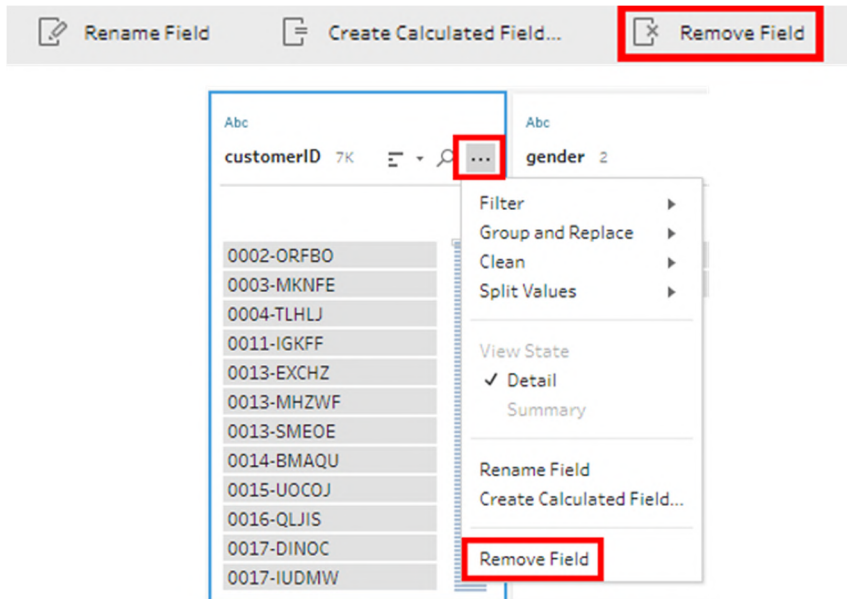 Rename Field
Create Calculated Field...
Remove Field
Abc
customerID 7K
Abc
gender 2
0002-ORFBO
0003-MKNFE
0004-TLHLJ
0011-IGKFF
0013-EXCHZ
0013-MHZWF
0013-SMEOE
0014-BMAQU
0015-UOCOJ
0016-QLJIS
0017-DINOC
0017-IUDMW
Filter
Group and Replace
Clean
Split Values
View State
✓ Detail
Summary
Rename Field
Create Calculated Field...
Remove Field